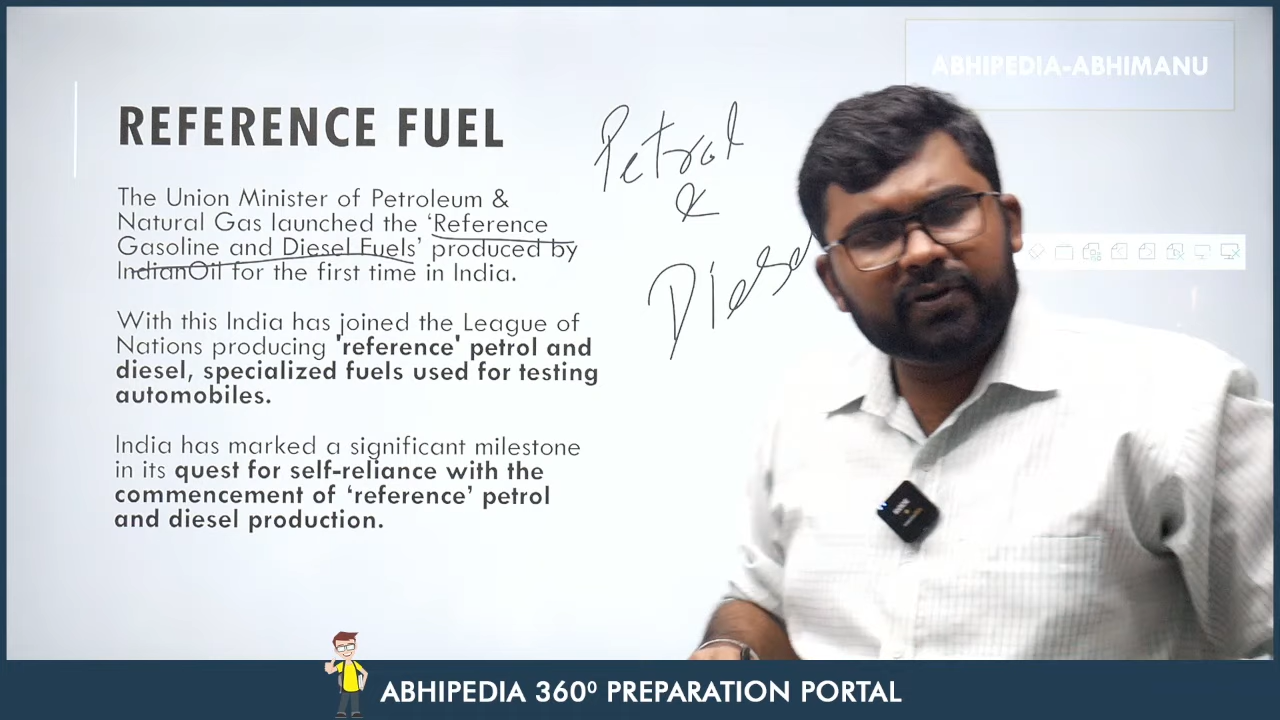 ABHIPEDIA-ABHIMANU
REFERENCE FUEL
The Union Minister of Petroleum &
Natural Gas launched the ‘Reference
Gasoline and Diesel Fuels’ produced by
IndianOil for the first time in India.
With this India has joined the League of
Nations producing 'reference' petrol and
diesel, specialized fuels used for testing
automobiles.
India has marked a significant milestone
in its quest for self-reliance with the
commencement of ‘reference’ petrol
and diesel production.
Petrol
&
Diesel
ABHIPEDIA 360⁰ PREPARATION PORTAL